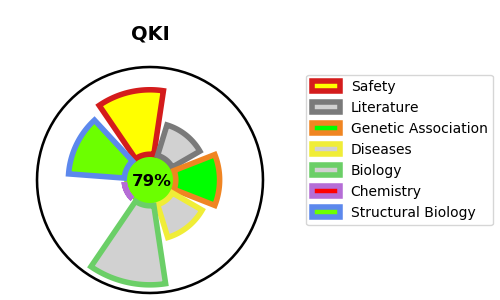 QKI
79%
Safety
Literature
Genetic Association
Diseases
Biology
Chemistry
Structural Biology